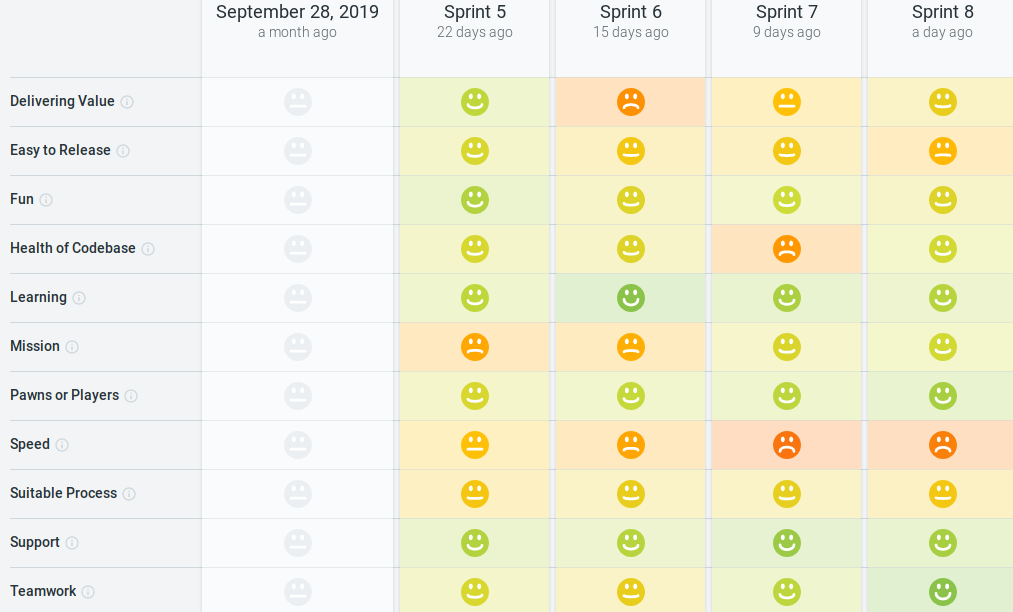 September 28, 2019
a month ago
Sprint 5
22 days ago
Sprint 6
15 days ago
Sprint 7
9 days ago
Sprint 8
a day ago
Delivering Value
Easy to Release
Fun
Health of Codebase
Learning
Mission
Pawns or Players
Speed
Suitable Process
Support
Teamwork